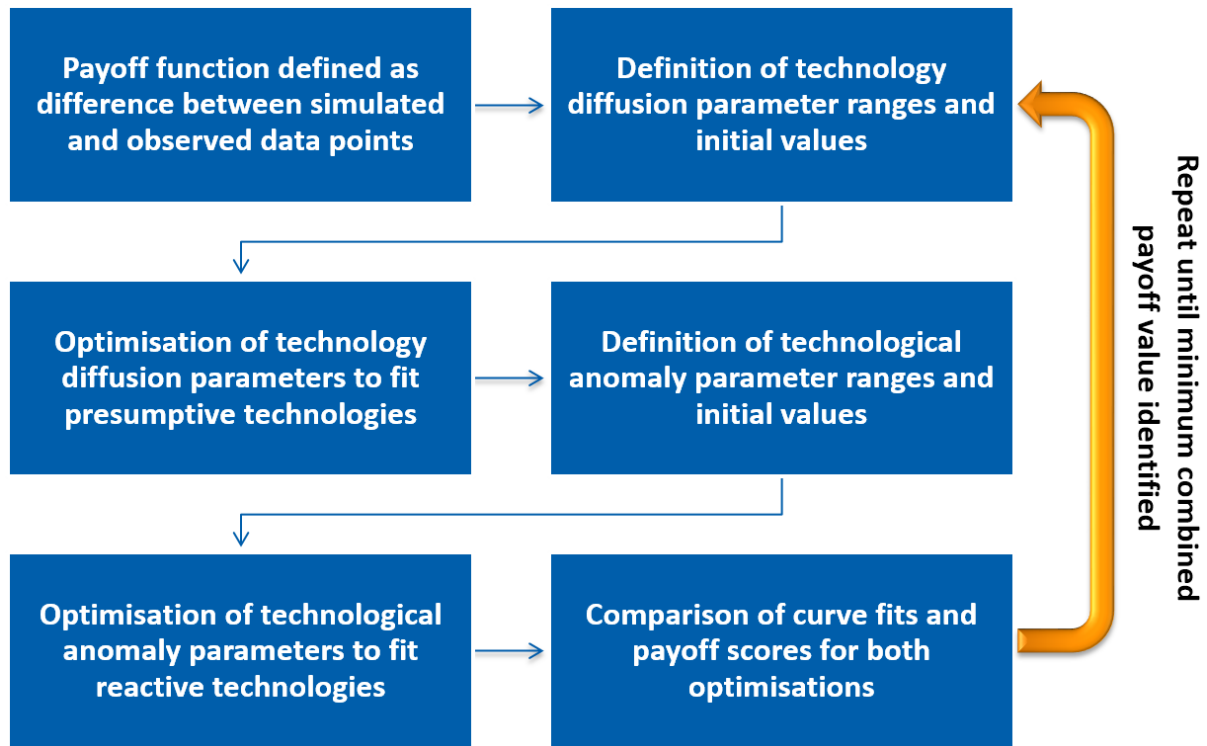 Payoff function defined as
difference between simulated
and observed data points
Definition of technology
diffusion parameter ranges and
initial values
Optimisation of technology
diffusion parameters to fit
presumptive technologies
Definition of technological
anomaly parameter ranges and
initial values
Optimisation of technological
anomaly parameters to fit
reactive technologies
Comparison of curve fits and
payoff scores for both
optimisations
Repeat until minimum combined
payoff value identified